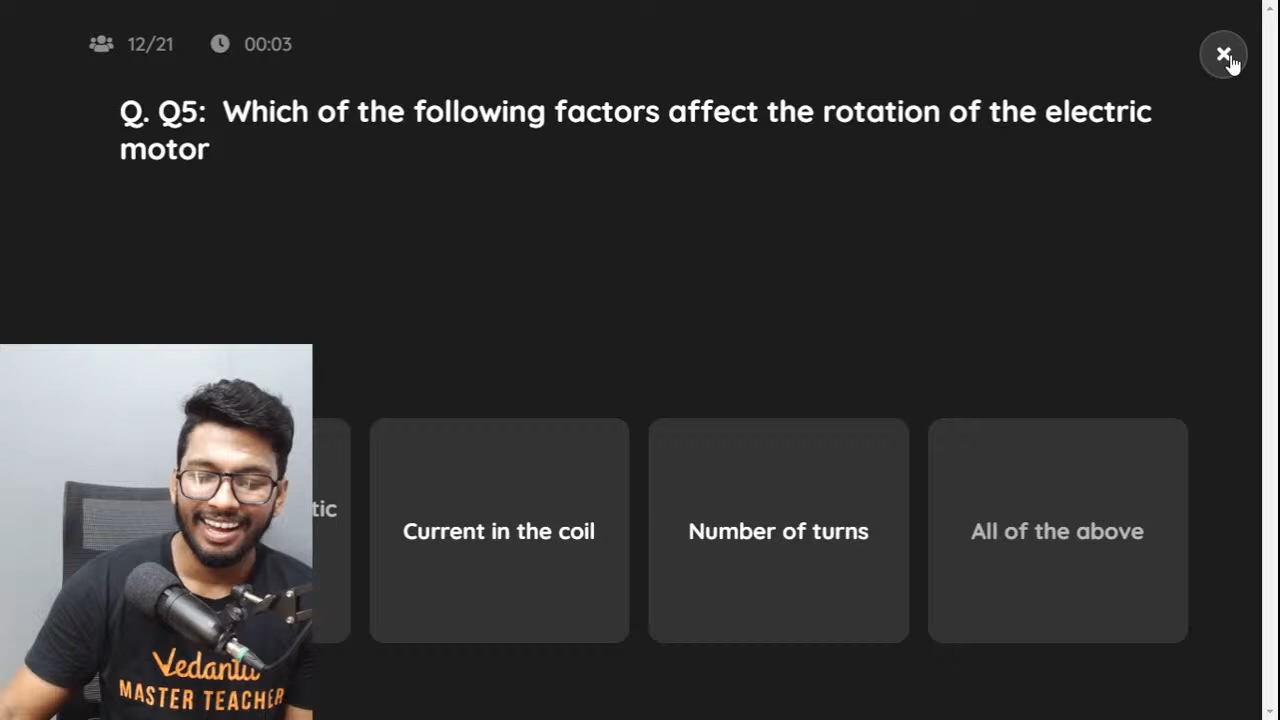 12/21 00:03
Q. Q5: Which of the following factors affect the rotation of the electric
motor
Current in the coil
Number of turns
All of the above
Vedantu
MASTER TEACHER